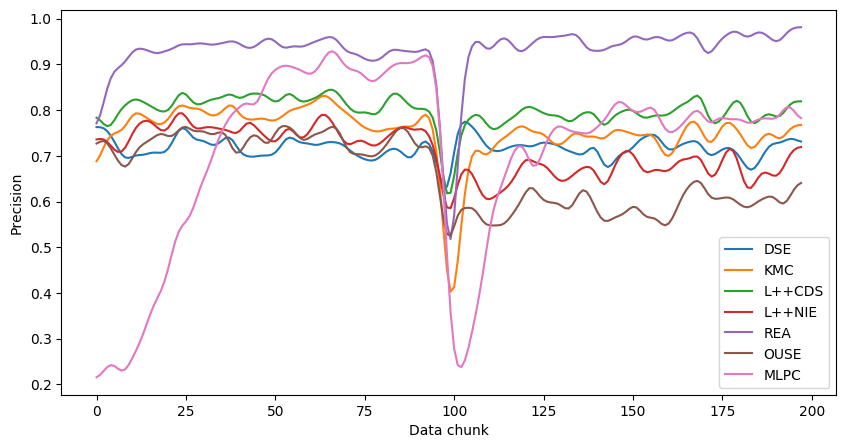 1.0
0.9
0.8
0.7
0.6
0.5
0.4
0.3
0.2
Precision
0
25
50
75
100
125
150
175
200
Data chunk
DSE
KMC
L++CDS
L++NIE
REA
OUSE
MLPC